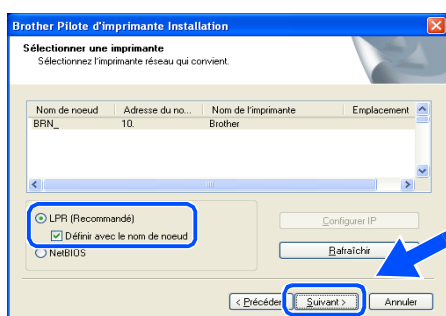 Brother Pilote d'imprimante Installation
Sélectionner une imprimante
Sélectionnez l'imprimante réseau qui convient.
Nom de noeud Adresse du no... Nom de l'imprimante Emplacement
BRN_ 10. Brother
LPR (Recommandé)
Définir avec le nom de noeud
NetBIOS
Configurer IP
Rafraîchir
< Précéden
Suivant >
Annuler